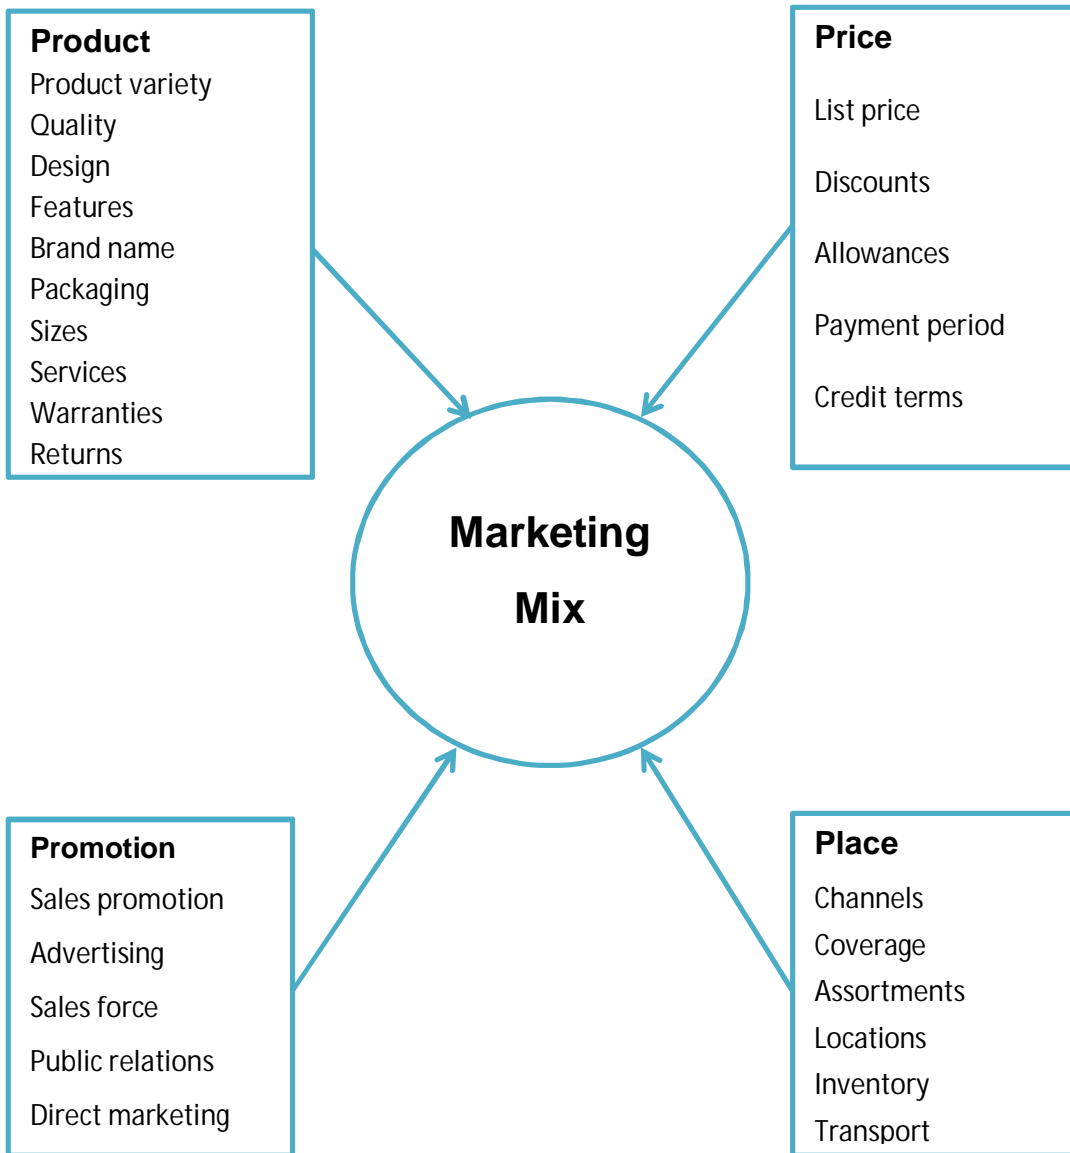 Product
Product variety
Quality
Design
Features
Brand name
Packaging
Sizes
Services
Warranties
Returns
Price
List price
Discounts
Allowances
Payment period
Credit terms
Marketing
Mix
Promotion
Sales promotion
Advertising
Sales force
Public relations
Direct marketing
Place
Channels
Coverage
Assortments
Locations
Inventory
Transport